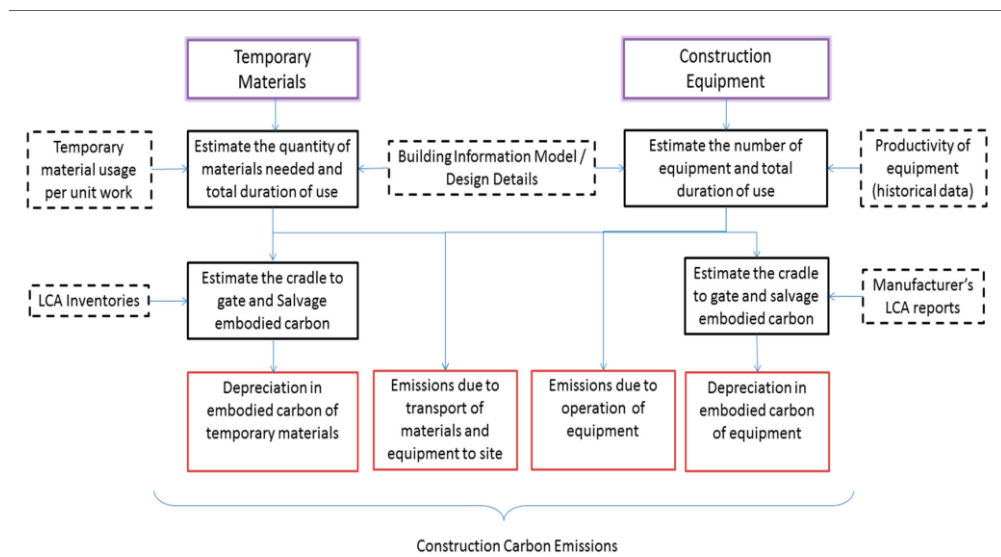 Temporary
Materials
Construction
Equipment
Temporary
material usage
per unit work
Estimate the quantity of
materials needed and
total duration of use
Building Information Model /
Design Details
Estimate the number of
equipment and total
duration of use
Productivity of
equipment
(historical data)
LCA Inventories
Estimate the cradle to
gate and Salvage
embodied carbon
Estimate the cradle
to gate and salvage
embodied carbon
Manufacturer's
LCA reports
Depreciation in
embodied carbon of
temporary materials
Emissions due to
transport of
materials and
equipment to site
Emissions due to
operation of
equipment
Depreciation in
embodied carbon
of equipment
Construction Carbon Emissions